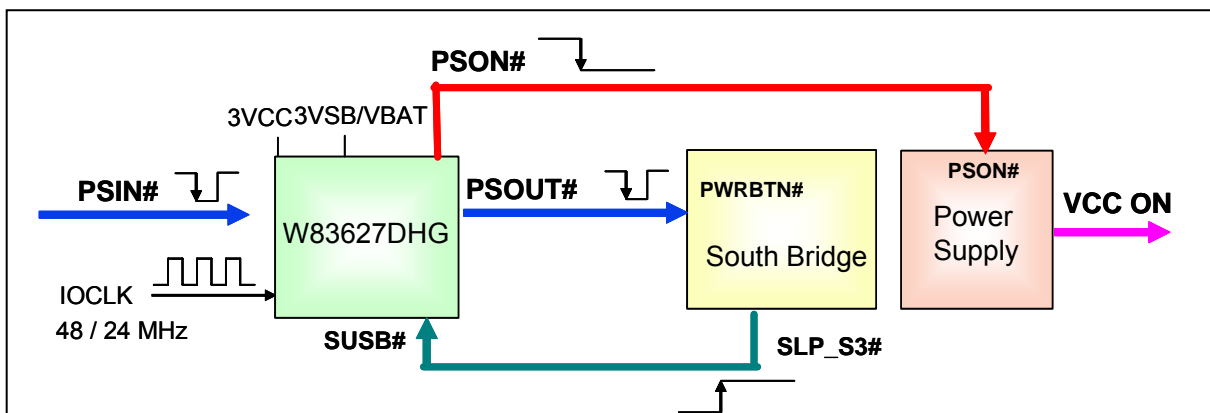 PSON#
3VCC 3VSB/VBAT
PSIN#
W83627DHG
IOCLK
48 / 24 MHz
PSOUT#
PWRBTN#
South Bridge
PSON#
Power
Supply
VCC ON
SUSB#
SLP_S3#